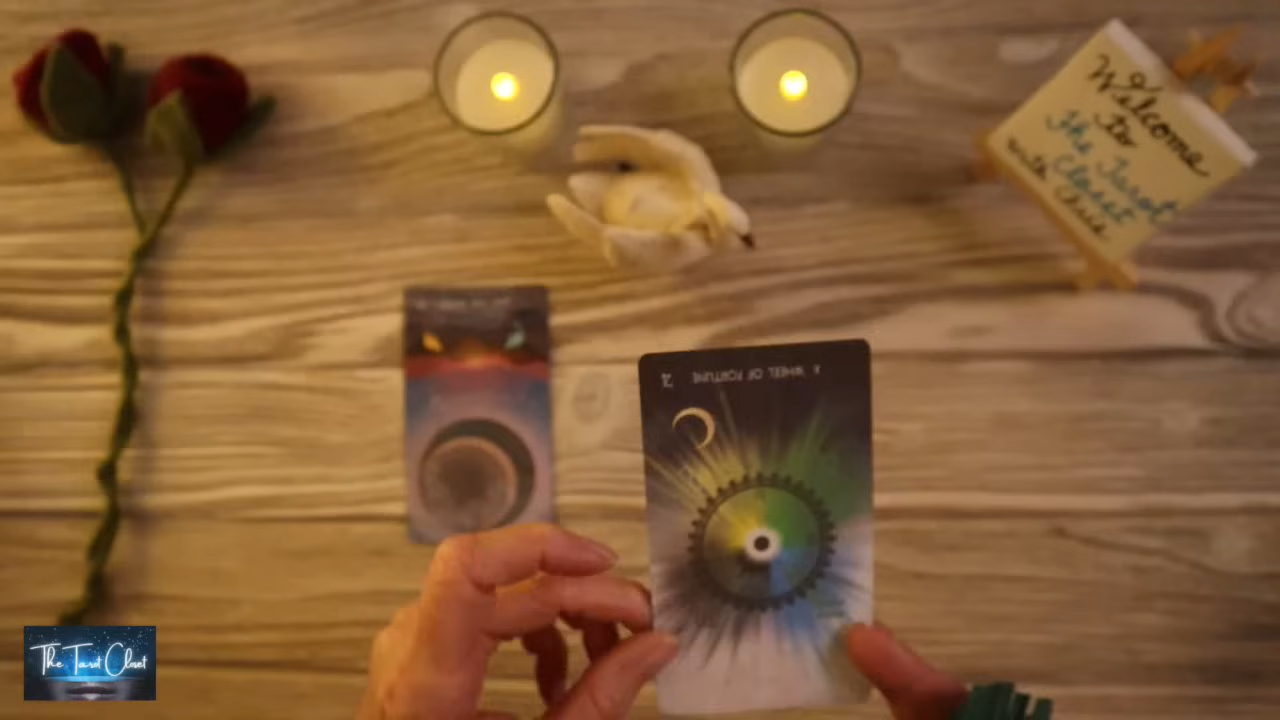 Welcome
to
The Tarot
Closet
with Chris
X WHEEL OF FORTUNE ♃
The Tarot Closet